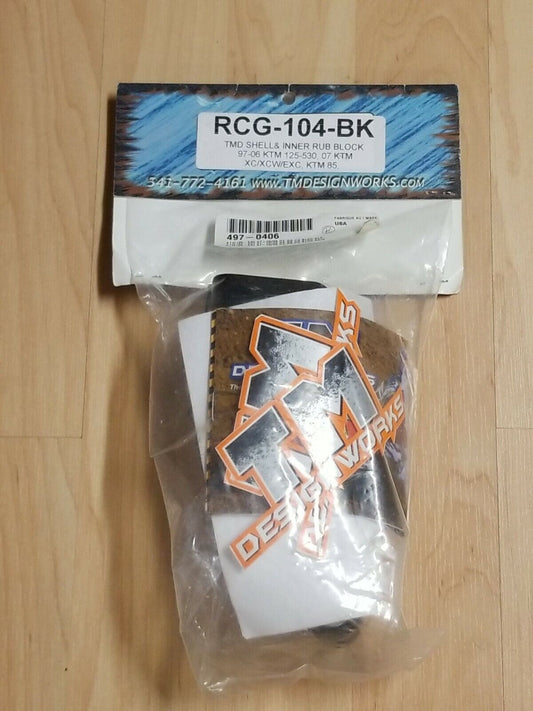 RCG-104-BK
TMD SHELL& INNER RUB BLOCK
97-06 KTM 125-530, 07 KTM
XC/XCW/EXC, KTM 85,
541-772-4161 WWW.TMDESIGNWORKS.COM
USA
497-0406
TM
DESIGNWORKS